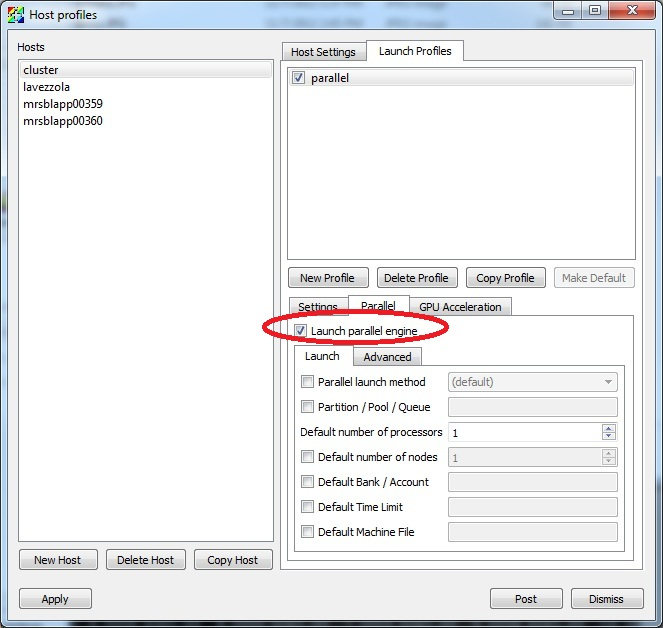 Host profiles
Hosts
cluster
lavezzola
mrsblapp00359
mrsblapp00360
New Host Delete Host Copy Host
Host Settings Launch Profiles
parallel
New Profile Delete Profile Copy Profile Make Default
Settings Parallel GPU Acceleration
Launch parallel engine
Launch Advanced
Parallel launch method (default)
Partition / Pool / Queue
Default number of processors 1
Default number of nodes 1
Default Bank / Account
Default Time Limit
Default Machine File
Apply Post Dismiss